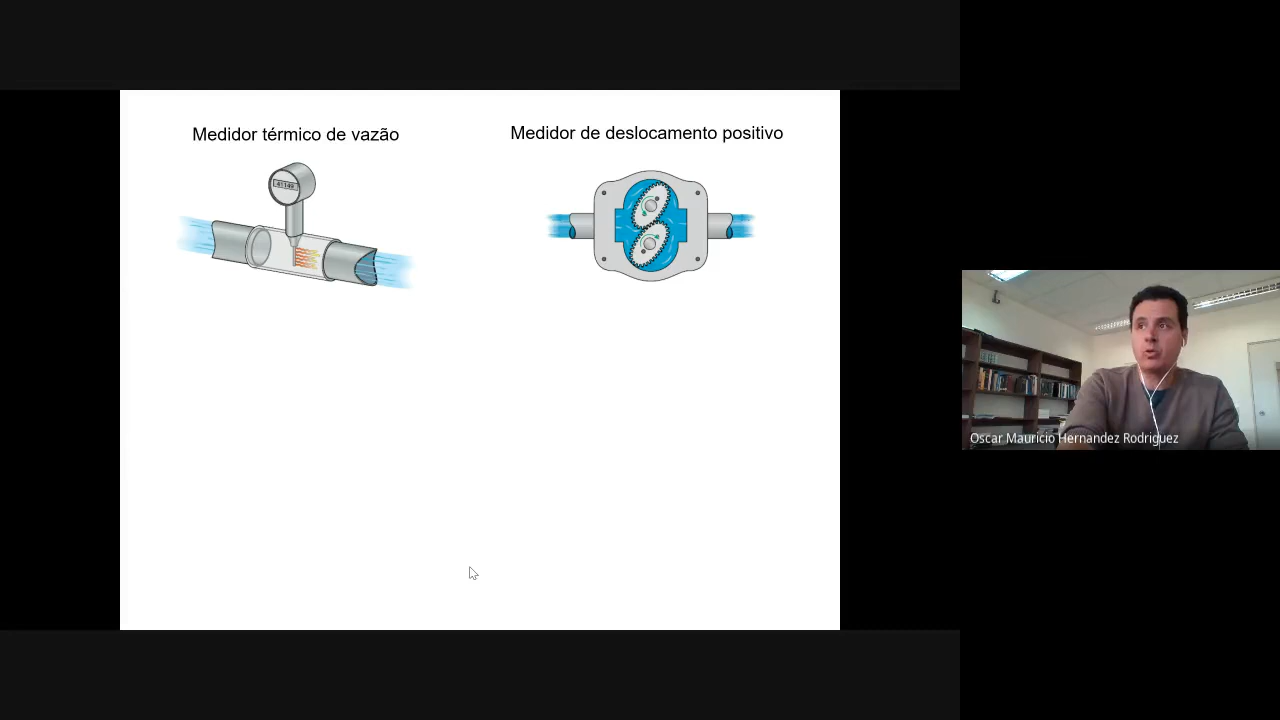 Medidor térmico de vazão
Medidor de deslocamento positivo
Oscar Mauricio Hernandez Rodriguez